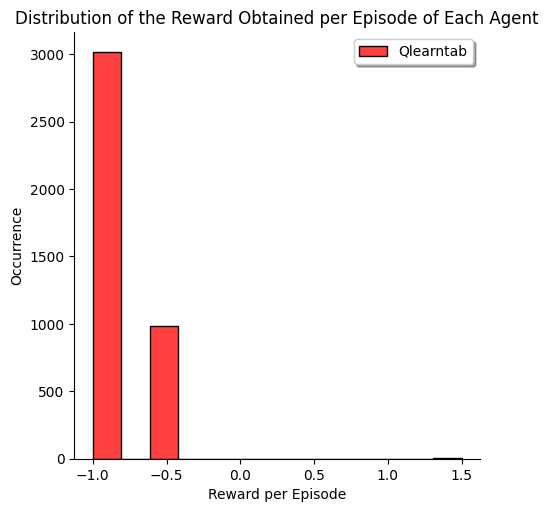 Distribution of the Reward Obtained per Episode of Each Agent
Qlearntab
3000
2500
2000
1500
1000
500
0
Occurrence
−1.0 −0.5 0.0 0.5 1.0 1.5
Reward per Episode